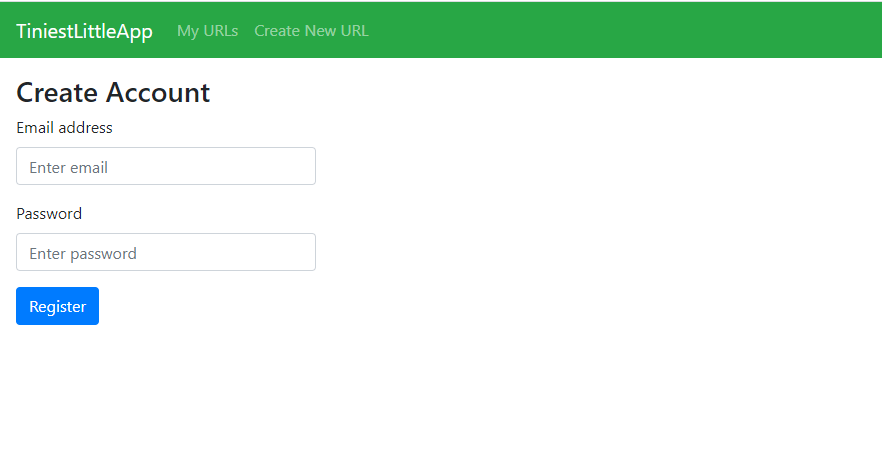 TiniestLittleApp My URLs Create New URL
Create Account
Email address
Enter email
Password
Enter password
Register